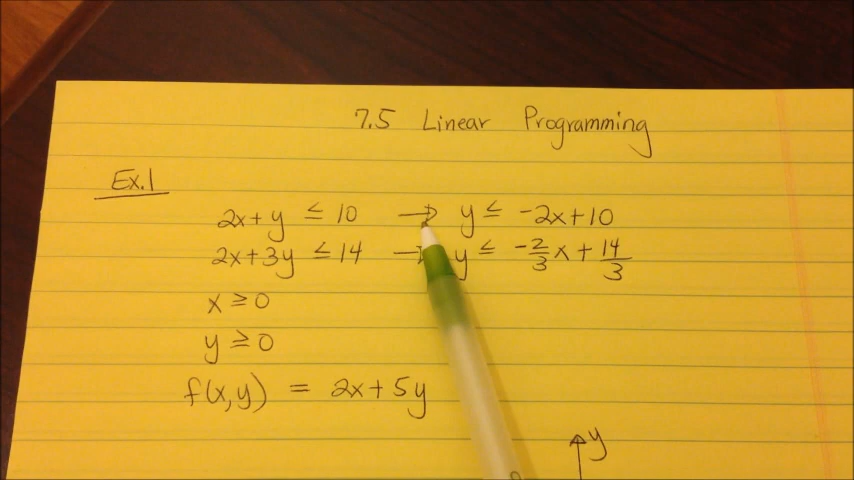 7.5 Linear Programming
Ex.1
2x+y ≤ 10 → y ≤ -2x+10
2x+3y ≤ 14 → y ≤ -2/3 x + 14/3
x ≥ 0
y ≥ 0
f(x,y) = 2x+5y
y